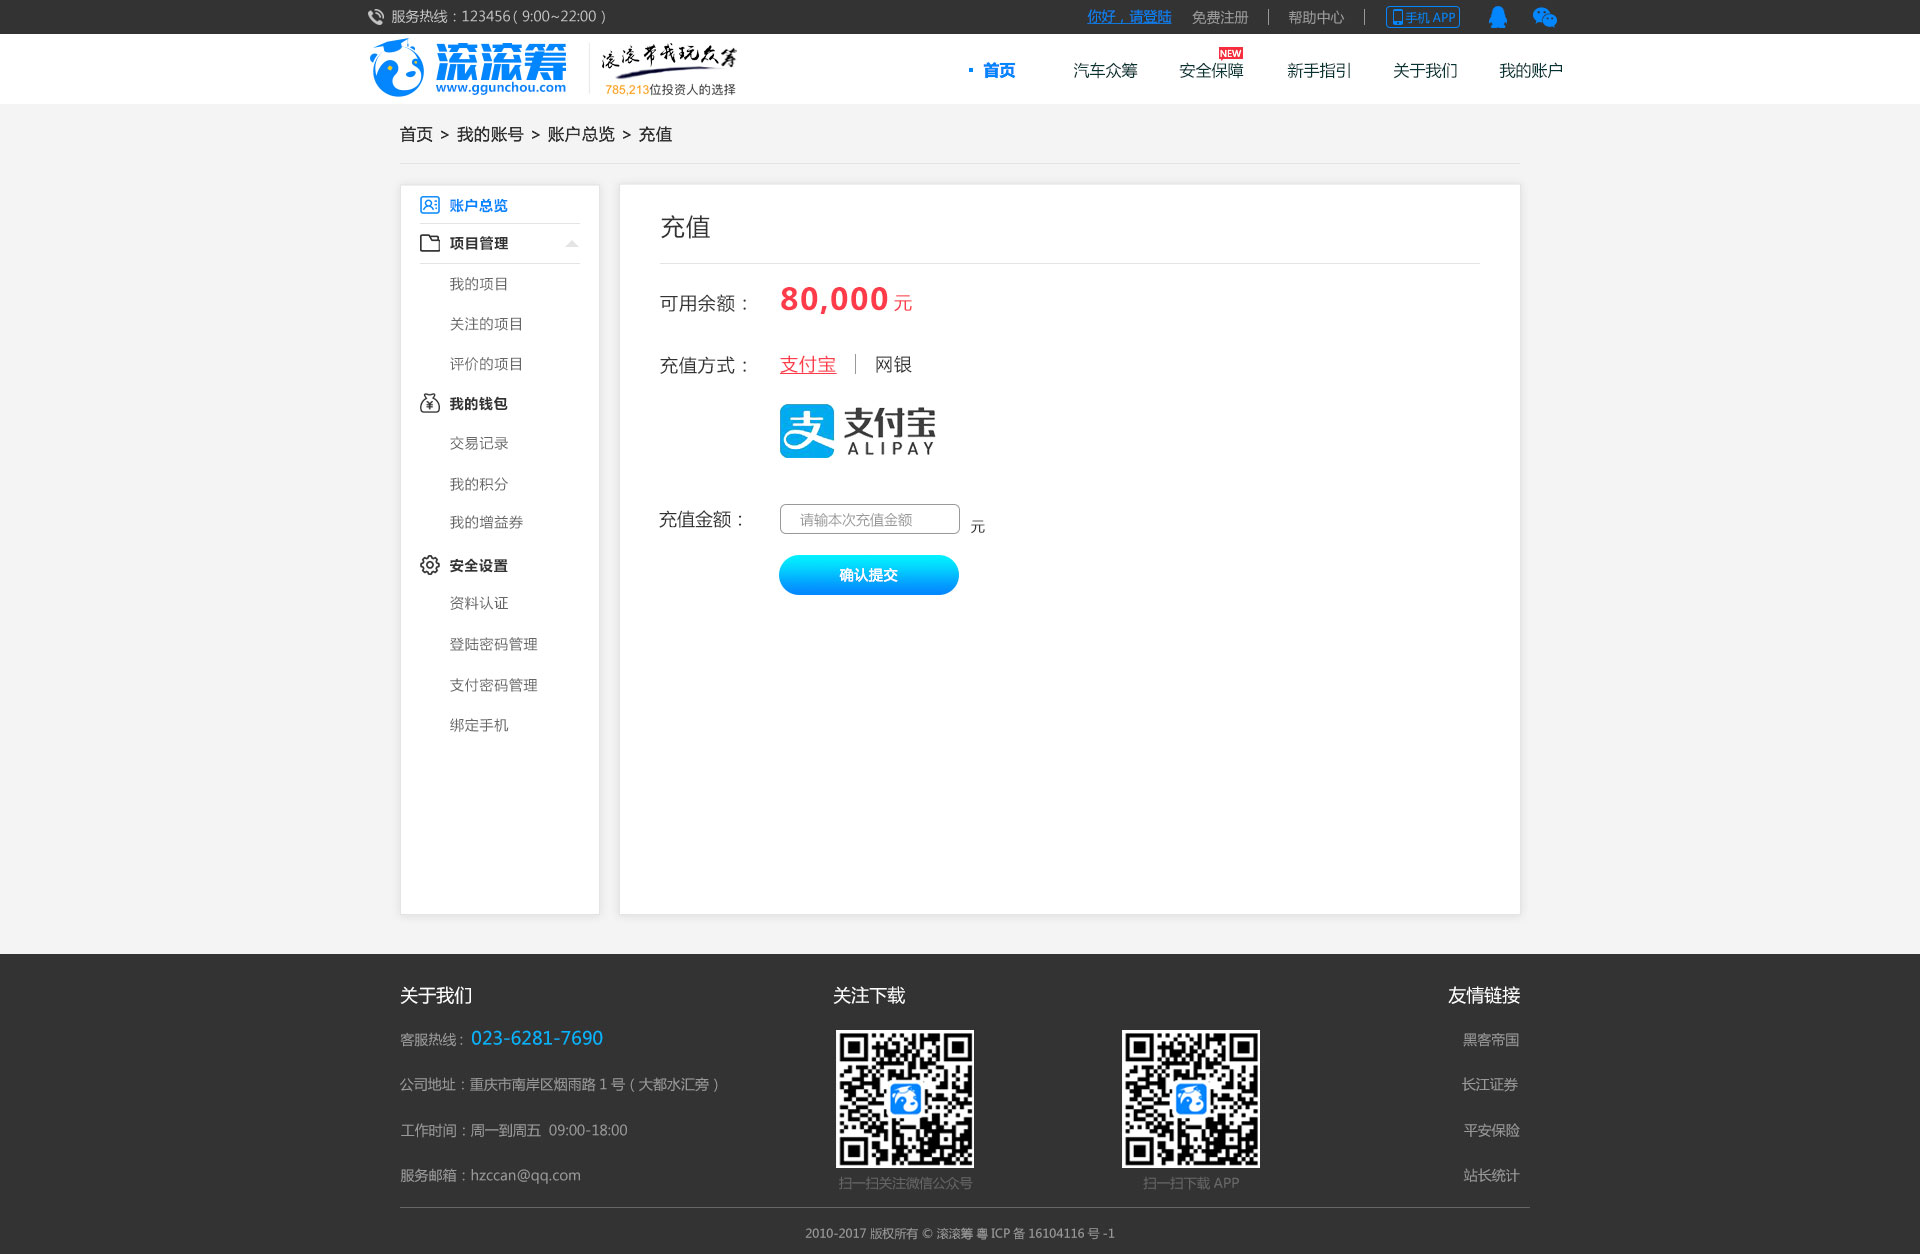 服务热线：123456 ( 9:00~22:00 )
你好，请登陆 免费注册 帮助中心 手机 APP
滚滚筹
www.ggunchou.com
滚滚带我玩众筹
785,213位投资人的选择
首页 汽车众筹 安全保障 NEW 新手指引 关于我们 我的账户
首页 > 我的账号 > 账户总览 > 充值
账户总览
项目管理
我的项目
关注的项目
评价的项目
我的钱包
交易记录
我的积分
我的增益券
安全设置
资料认证
登陆密码管理
支付密码管理
绑定手机
充值
可用余额： 80,000 元
充值方式： 支付宝 网银
支 支付宝
ALIPAY
充值金额： 请输本次充值金额 元
确认提交
关于我们
客服热线: 023-6281-7690
公司地址：重庆市南岸区烟雨路 1 号 ( 大都水汇旁 )
工作时间：周一到周五 09:00-18:00
服务邮箱：hzccan@qq.com
关注下载
扫一扫关注微信公众号
扫一扫下载 APP
友情链接
黑客帝国
长江证券
平安保险
站长统计
2010-2017 版权所有 © 滚滚筹 粤 ICP 备 16104116 号 -1